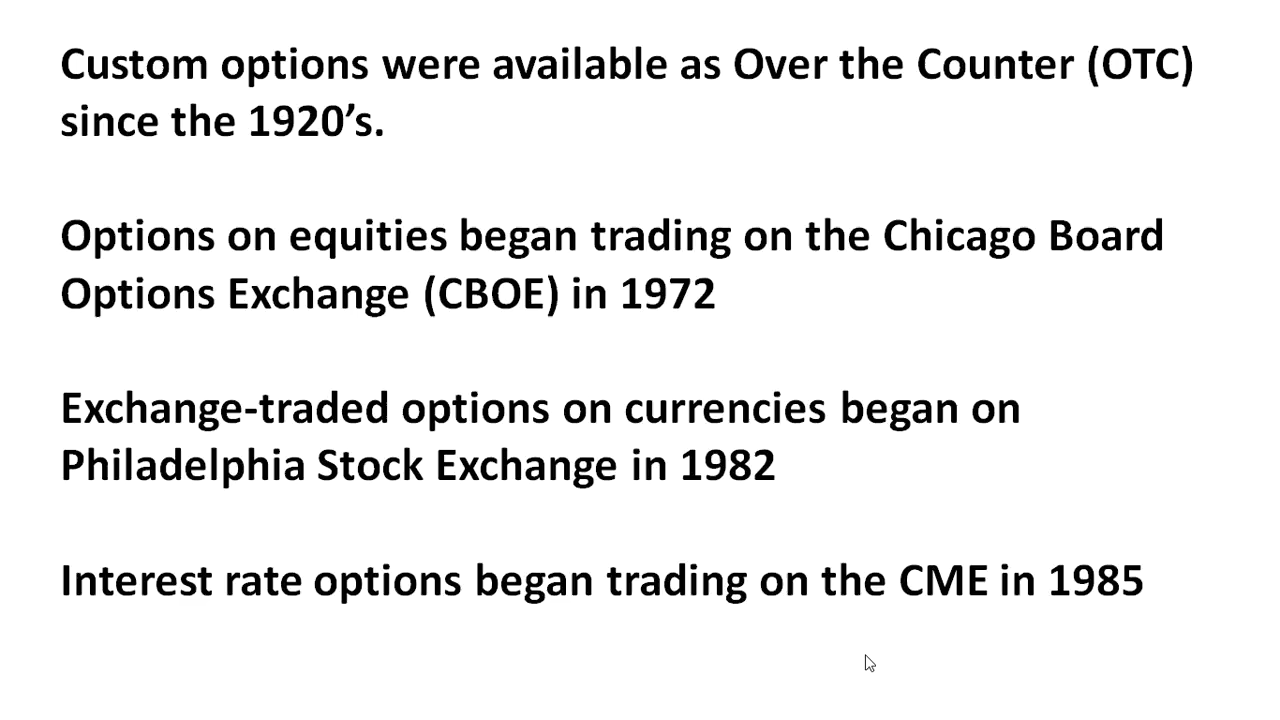 Custom options were available as Over the Counter (OTC)
since the 1920’s.
Options on equities began trading on the Chicago Board
Options Exchange (CBOE) in 1972
Exchange-traded options on currencies began on
Philadelphia Stock Exchange in 1982
Interest rate options began trading on the CME in 1985